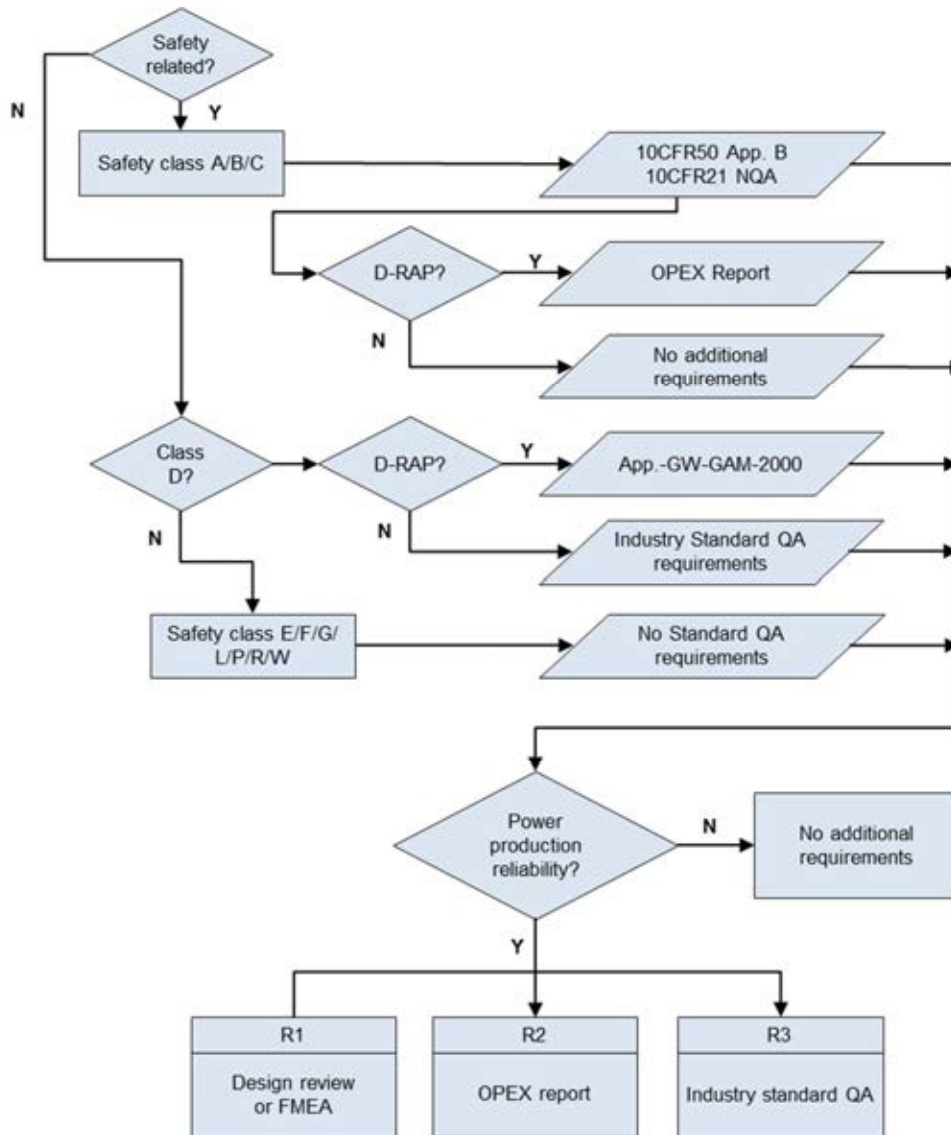 Safety
related?
N
Y
Safety class A/B/C
10CFR50 App. B
10CFR21 NQA
D-RAP?
Y
OPEX Report
N
No additional
requirements
Class
D?
D-RAP?
Y
App.-GW-GAM-2000
N
N
Industry Standard QA
requirements
Safety class E/F/G/
L/P/R/W
No Standard QA
requirements
Power
production
reliability?
N
No additional
requirements
Y
R1
Design review
or FMEA
R2
OPEX report
R3
Industry standard QA